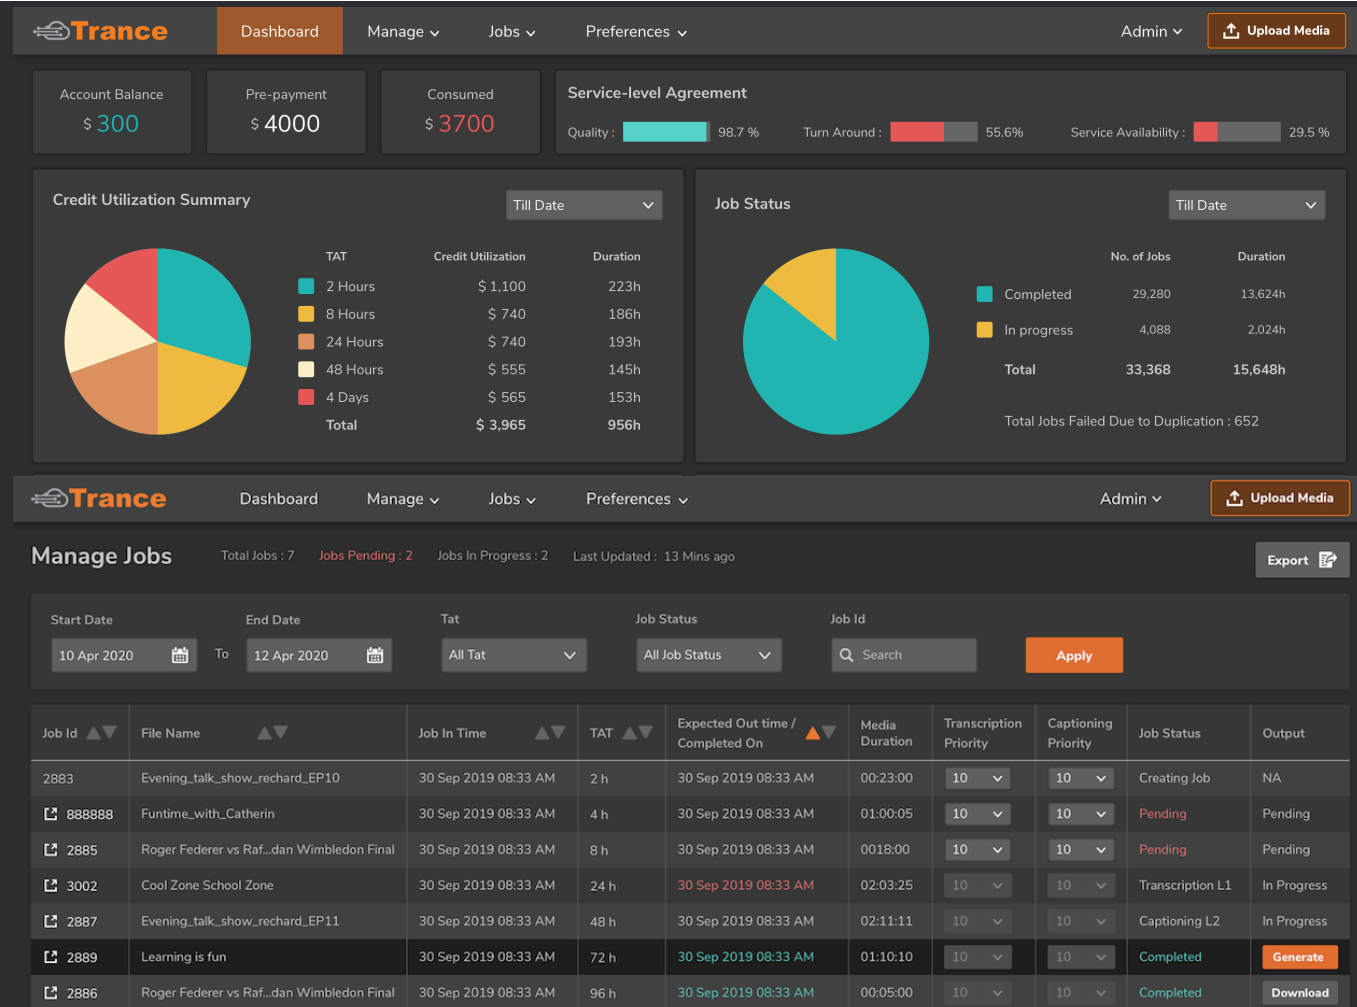 Trance Dashboard Manage Jobs Preferences Admin Upload Media
Account Balance Pre-payment Consumed Service-level Agreement
$ 300 $ 4000 $ 3700 Quality : 98.7 % Turn Around : 55.6% Service Availability : 29.5 %
Credit Utilization Summary Till Date
TAT Credit Utilization Duration
2 Hours $ 1,100 223h
8 Hours $ 740 186h
24 Hours $ 740 193h
48 Hours $ 555 145h
4 Days $ 565 153h
Total $ 3,965 956h
Job Status Till Date
No. of Jobs Duration
Completed 29,280 13,624h
In progress 4,088 2,024h
Total 33,368 15,648h
Total Jobs Failed Due to Duplication : 652
Trance Dashboard Manage Jobs Preferences Admin Upload Media
Manage Jobs Total Jobs : 7 Jobs Pending : 2 Jobs In Progress : 2 Last Updated : 13 Mins ago Export
Start Date End Date Tat Job Status Job Id
10 Apr 2020 To 12 Apr 2020 All Tat All Job Status Search Apply
Job Id File Name Job In Time TAT Expected Out time / Completed On Media Duration Transcription Priority Captioning Priority Job Status Output
2883 Evening_talk_show_rechard_EP10 30 Sep 2019 08:33 AM 2 h 30 Sep 2019 08:33 AM 00:23:00 10 10 Creating Job NA
888888 Funtime_with_Catherin 30 Sep 2019 08:33 AM 4 h 30 Sep 2019 08:33 AM 01:00:05 10 10 Pending Pending
2885 Roger Federer vs Raf...dan Wimbledon Final 30 Sep 2019 08:33 AM 8 h 30 Sep 2019 08:33 AM 0018:00 10 10 Pending Pending
3002 Cool Zone School Zone 30 Sep 2019 08:33 AM 24 h 30 Sep 2019 08:33 AM 02:03:25 10 10 Transcription L1 In Progress
2887 Evening_talk_show_rechard_EP11 30 Sep 2019 08:33 AM 48 h 30 Sep 2019 08:33 AM 02:11:11 10 10 Captioning L2 In Progress
2889 Learning is fun 30 Sep 2019 08:33 AM 72 h 30 Sep 2019 08:33 AM 01:10:10 10 10 Completed Generate
2886 Roger Federer vs Raf...dan Wimbledon Final 30 Sep 2019 08:33 AM 96 h 30 Sep 2019 08:33 AM 00:05:00 10 10 Completed Download